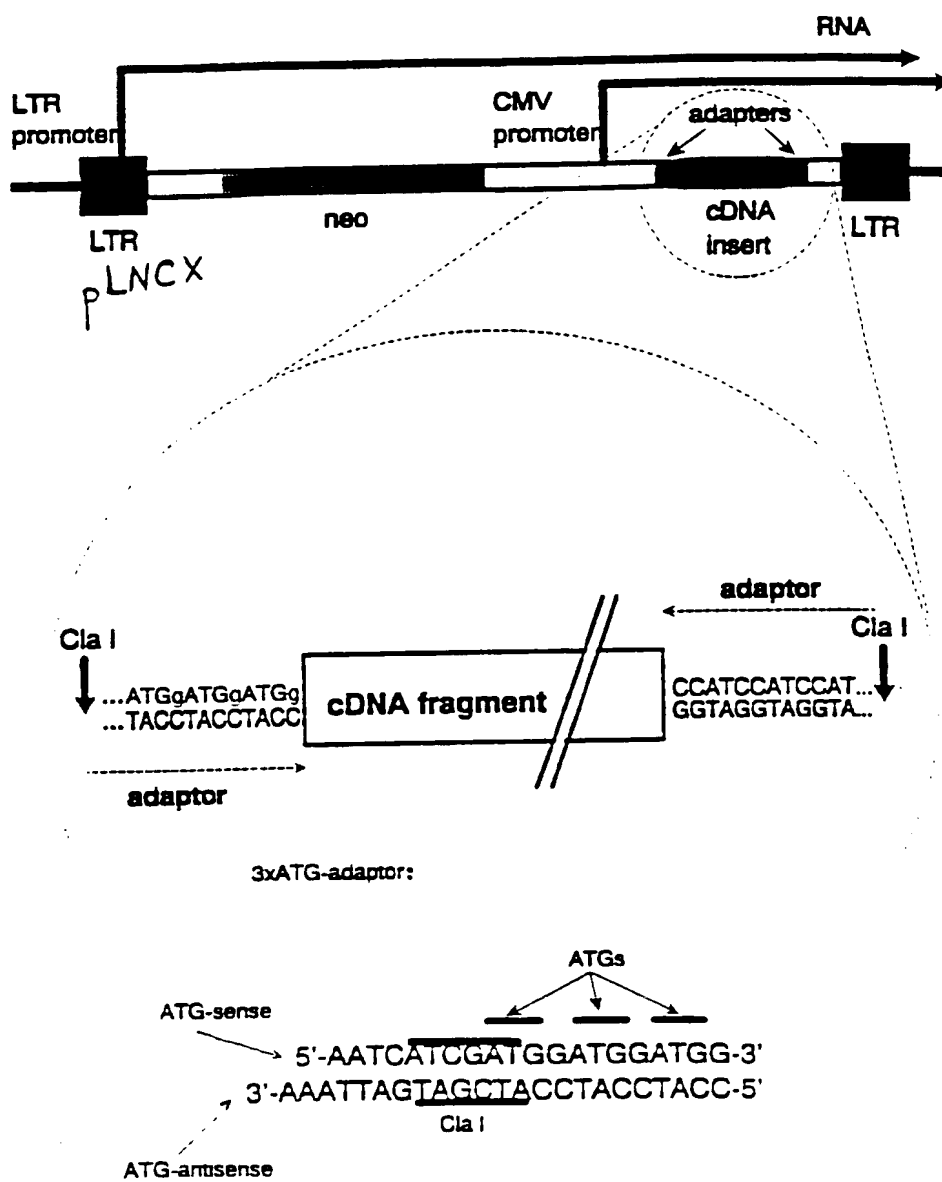 RNA
LTR
promoter
CMV
promoter
adapters
neo
cDNA
insert
LTR
LTR
pLNCX
adaptor
Cla I
Cla I
...ATGgATGgATGg
...TACCTACCTACC
cDNA fragment
CCATCCATCCAT...
GGTAGGTAGGTA...
adaptor
3xATG-adaptor:
ATGs
ATG-sense
5'-AATCATCGATGGATGGATGG-3'
3'-AAATTAGTAGCTACCTACCTACC-5'
Cla I
ATG-antisense